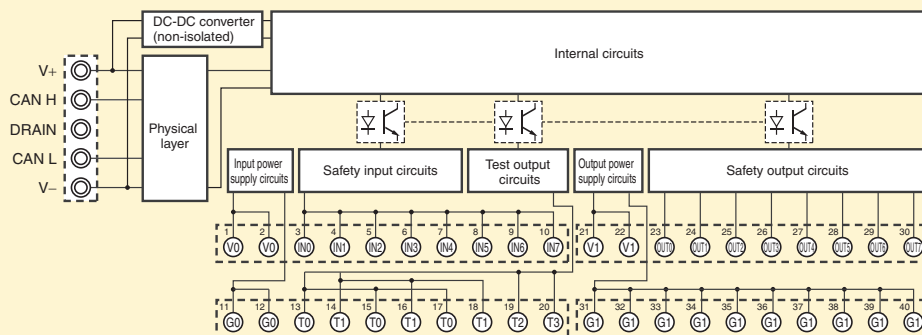 DC-DC converter
(non-isolated)
Internal circuits
V+
CAN H
DRAIN
CAN L
V−
Physical
layer
Input power
supply circuits
Safety input circuits
Test output
circuits
Output power
supply circuits
Safety output circuits
1 2 3 4 5 6 7 8 9 10
V0 V0 IN0 IN1 IN2 IN3 IN4 IN5 IN6 IN7
21 22 23 24 25 26 27 28 29 30
V1 V1 OUT0 OUT1 OUT2 OUT3 OUT4 OUT5 OUT6 OUT7
11 12 13 14 15 16 17 18 19 20
G0 G0 T0 T1 T0 T1 T0 T1 T2 T3
31 32 33 34 35 36 37 38 39 40
G1 G1 G1 G1 G1 G1 G1 G1 G1 G1